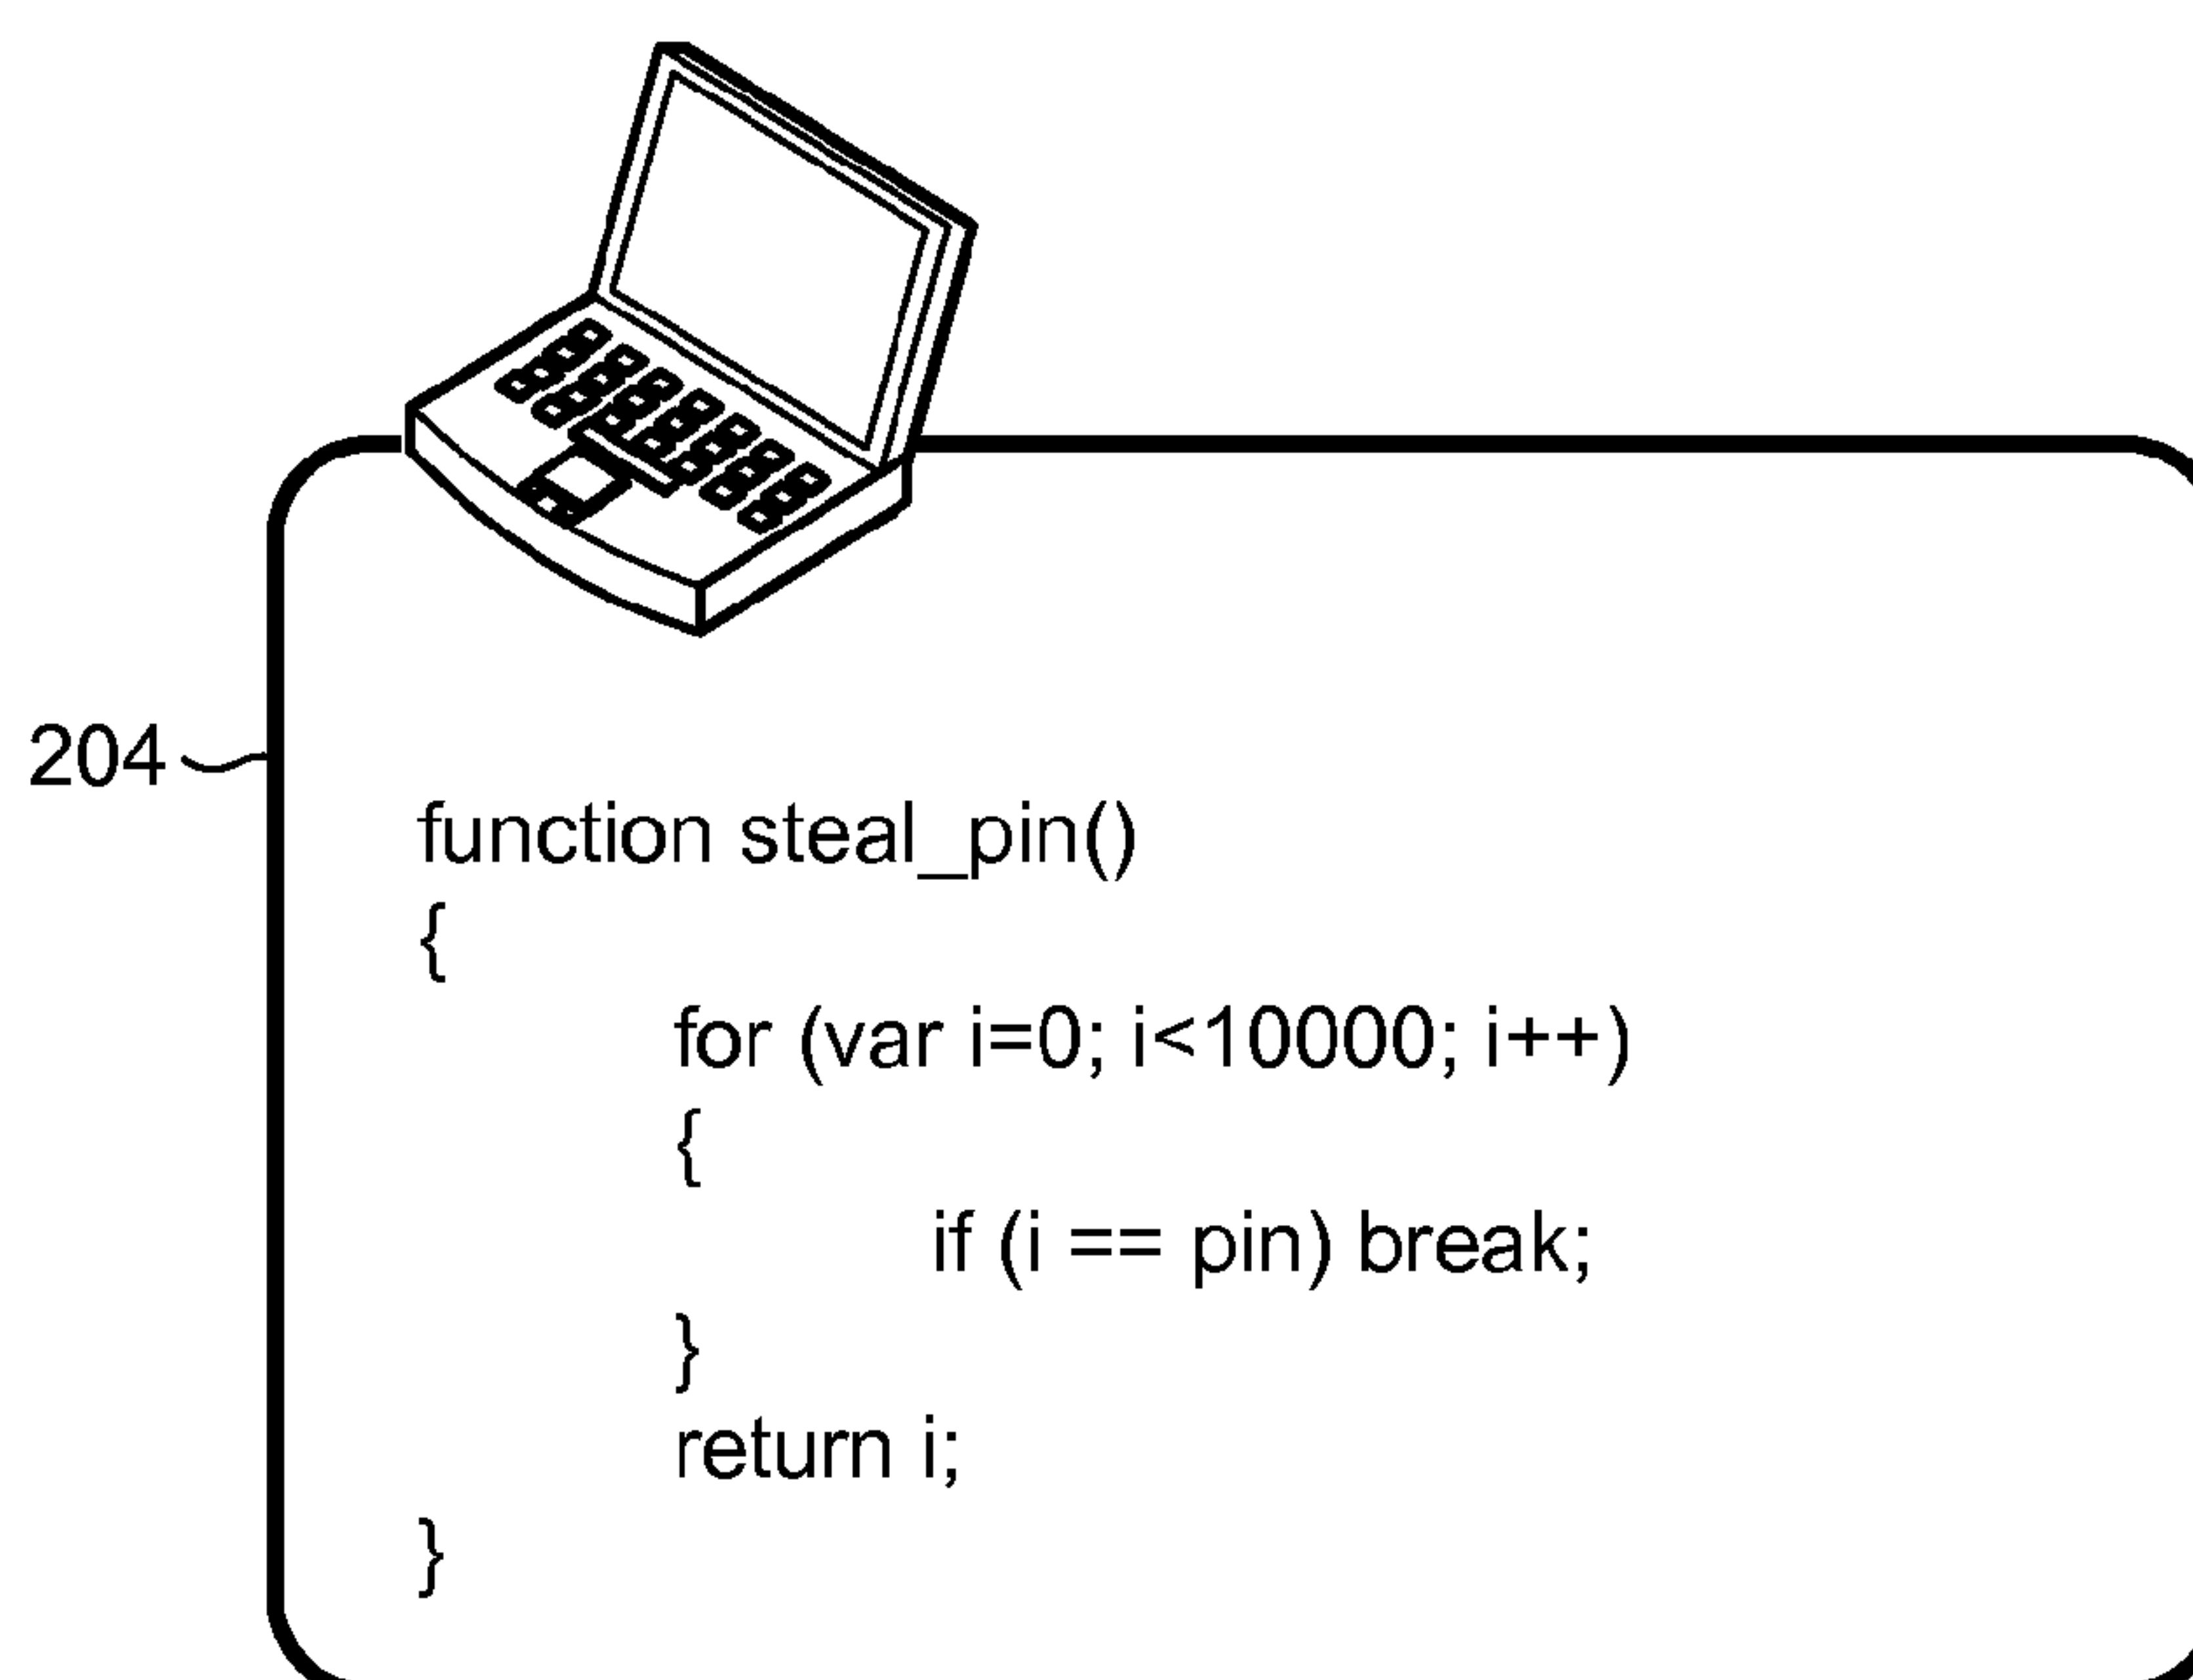 204
function steal_pin()
{
for (var i=0; i<10000; i++)
{
if (i == pin) break;
}
return i;
}